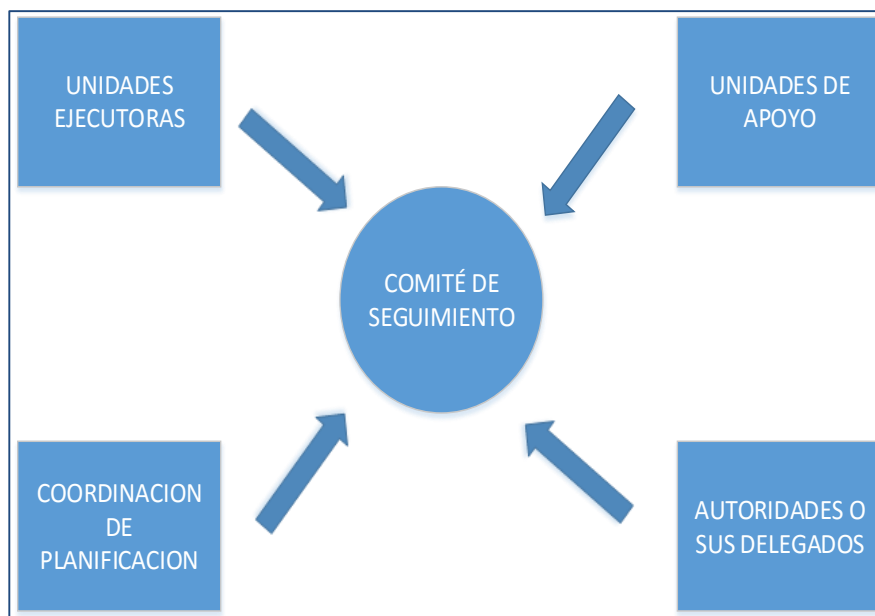 UNIDADES
EJECUTORAS
UNIDADES DE
APOYO
COMITÉ DE
SEGUIMIENTO
COORDINACION
DE
PLANIFICACION
AUTORIDADES O
SUS DELEGADOS